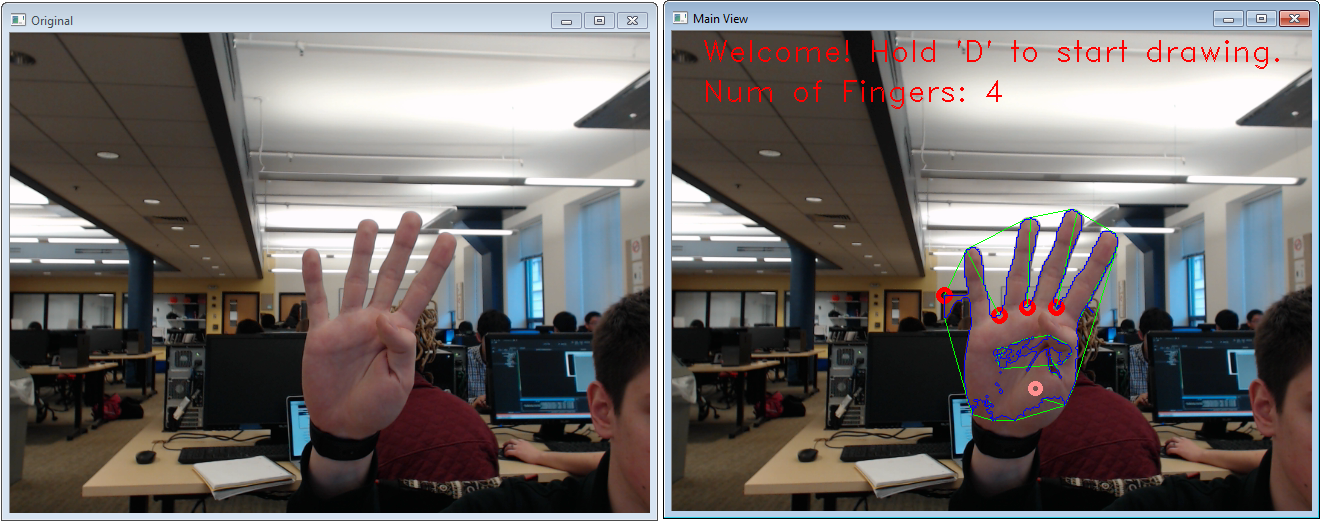 Original
Main View
Welcome! Hold 'D' to start drawing.
Num of Fingers: 4